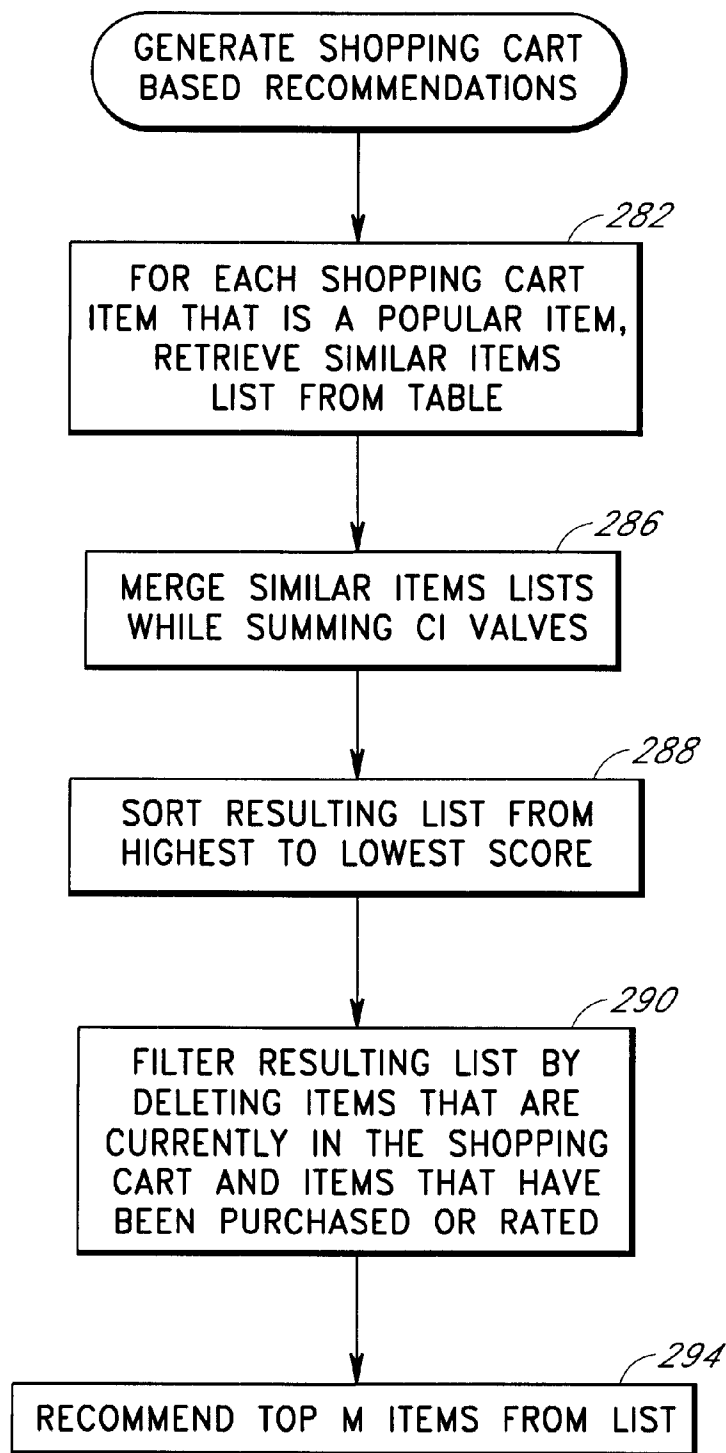 GENERATE SHOPPING CART
BASED RECOMMENDATIONS
282
FOR EACH SHOPPING CART
ITEM THAT IS A POPULAR ITEM,
RETRIEVE SIMILAR ITEMS
LIST FROM TABLE
286
MERGE SIMILAR ITEMS LISTS
WHILE SUMMING CI VALVES
288
SORT RESULTING LIST FROM
HIGHEST TO LOWEST SCORE
290
FILTER RESULTING LIST BY
DELETING ITEMS THAT ARE
CURRENTLY IN THE SHOPPING
CART AND ITEMS THAT HAVE
BEEN PURCHASED OR RATED
294
RECOMMEND TOP M ITEMS FROM LIST